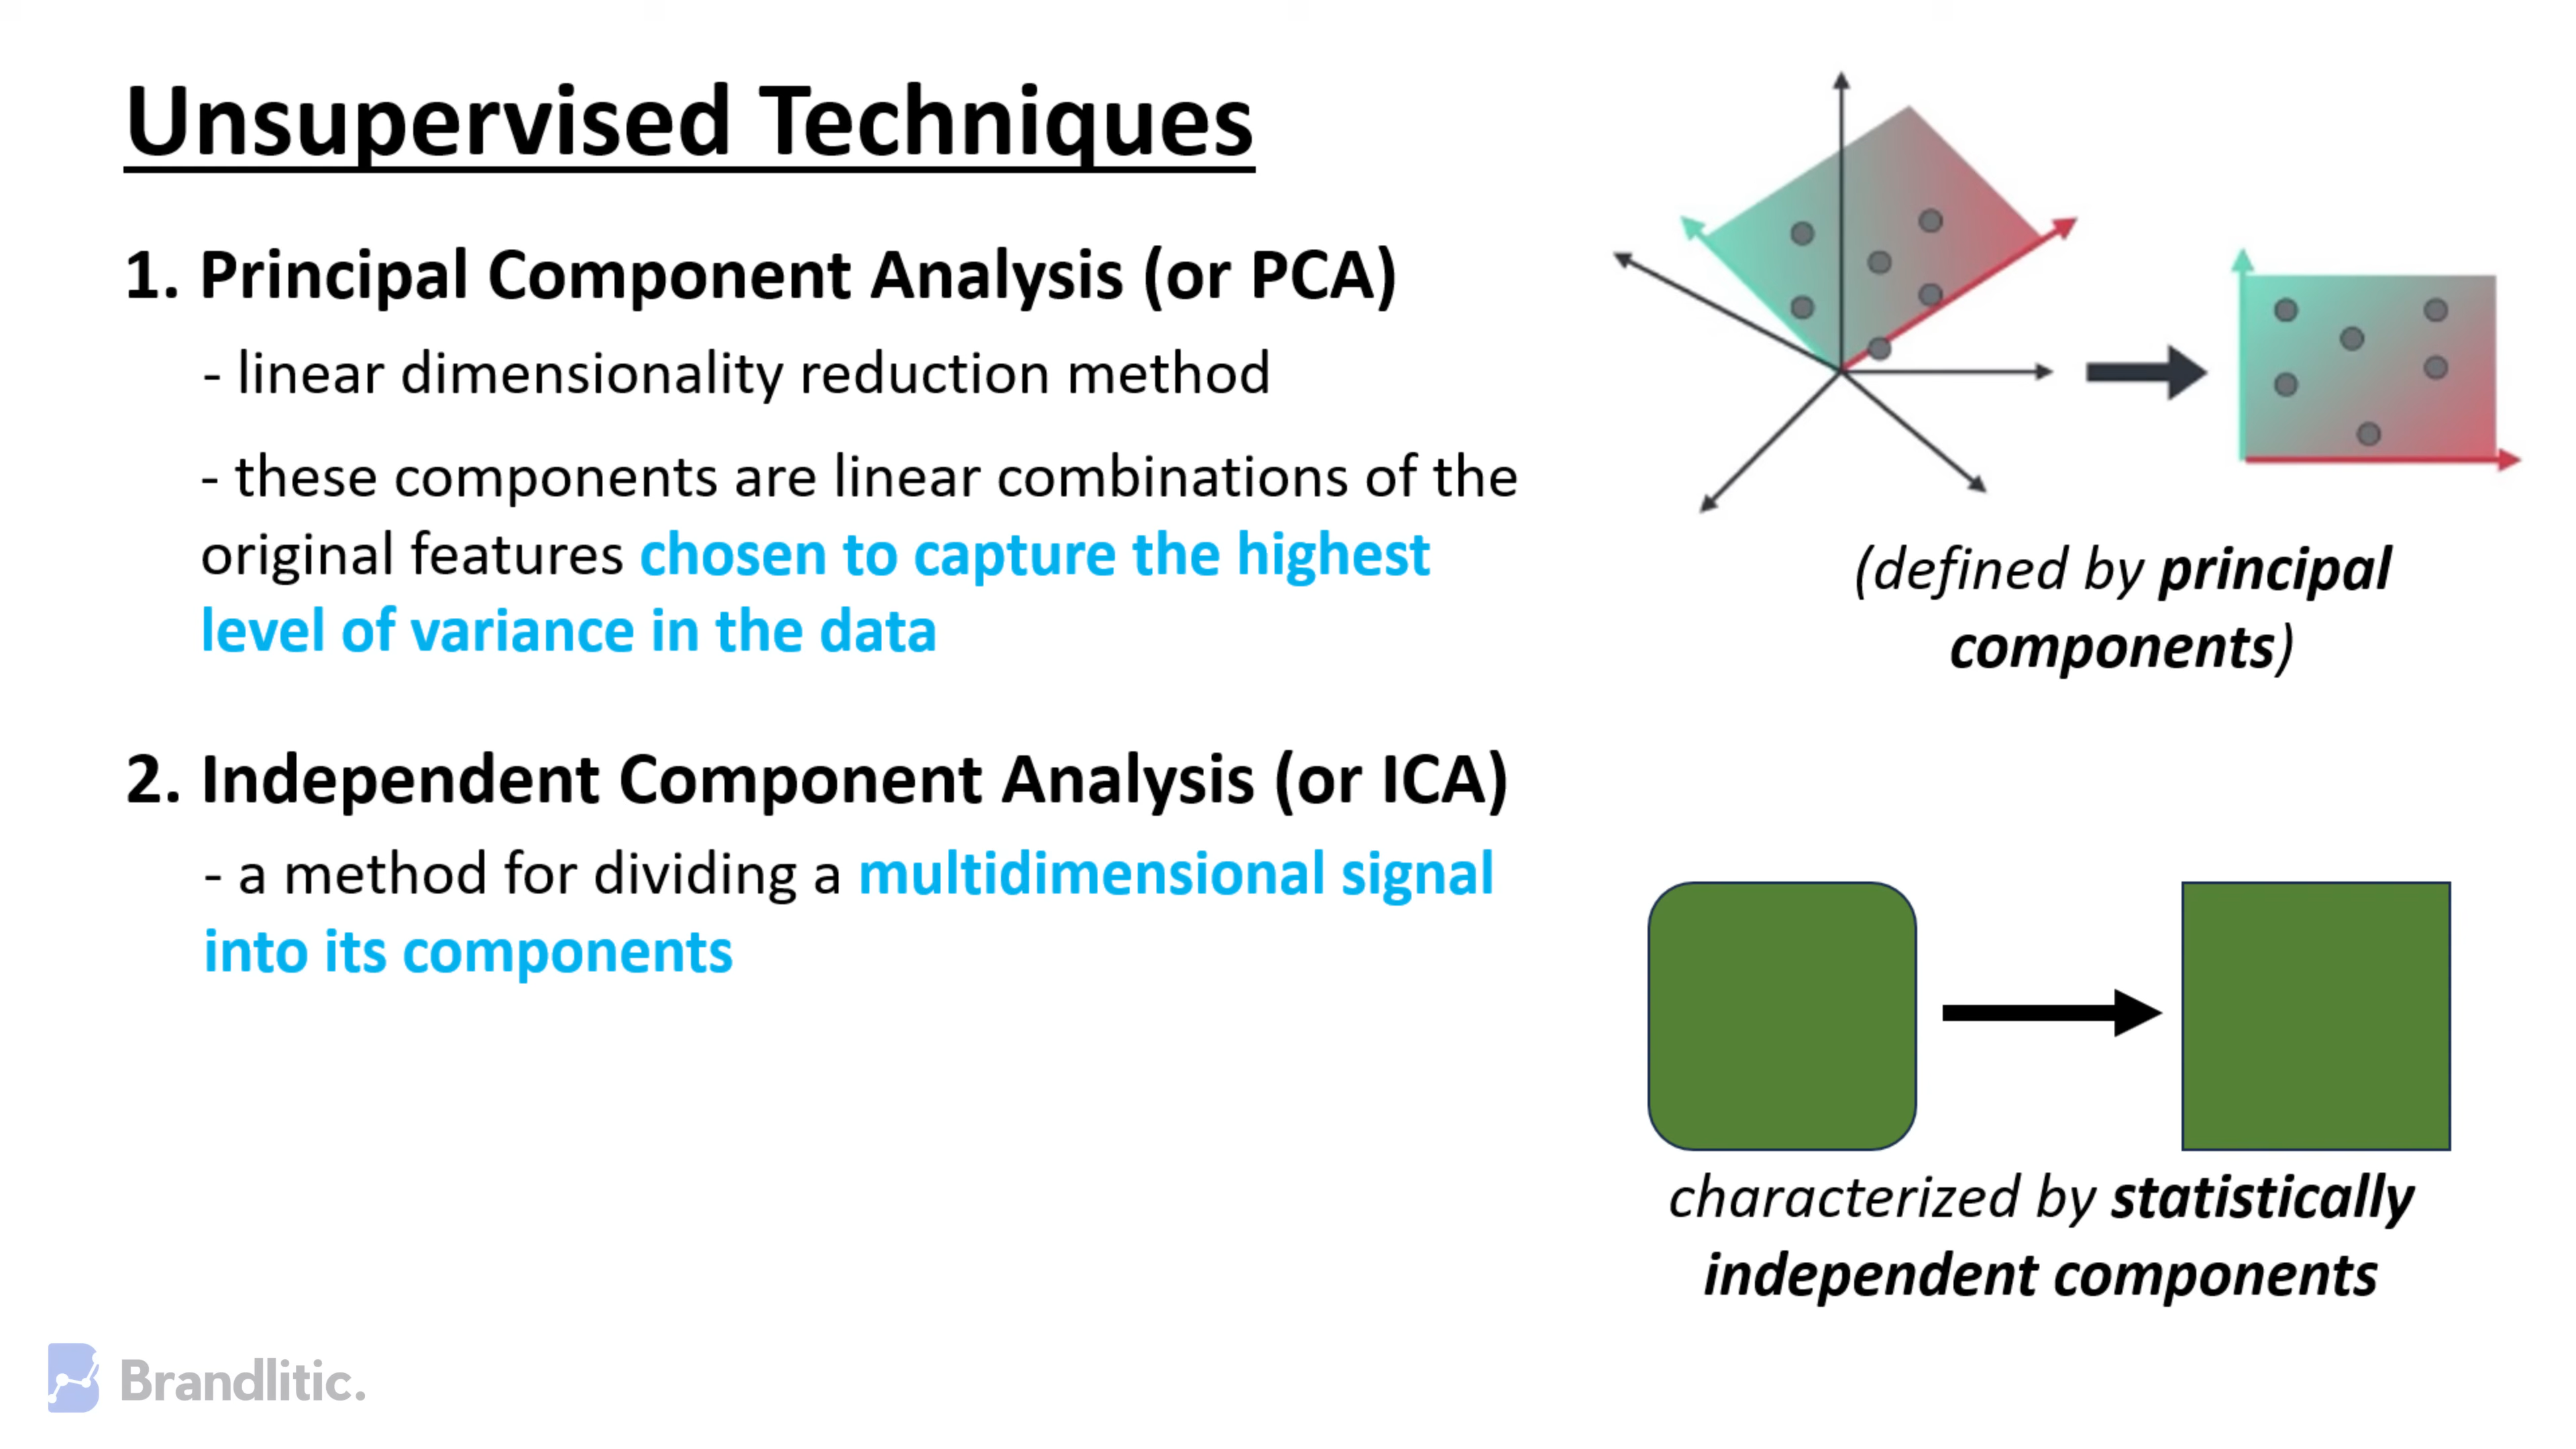 Unsupervised Techniques
1. Principal Component Analysis (or PCA)
- linear dimensionality reduction method
- these components are linear combinations of the
original features chosen to capture the highest
level of variance in the data
(defined by principal
components)
2. Independent Component Analysis (or ICA)
- a method for dividing a multidimensional signal
into its components
characterized by statistically
independent components
Brandlitic.